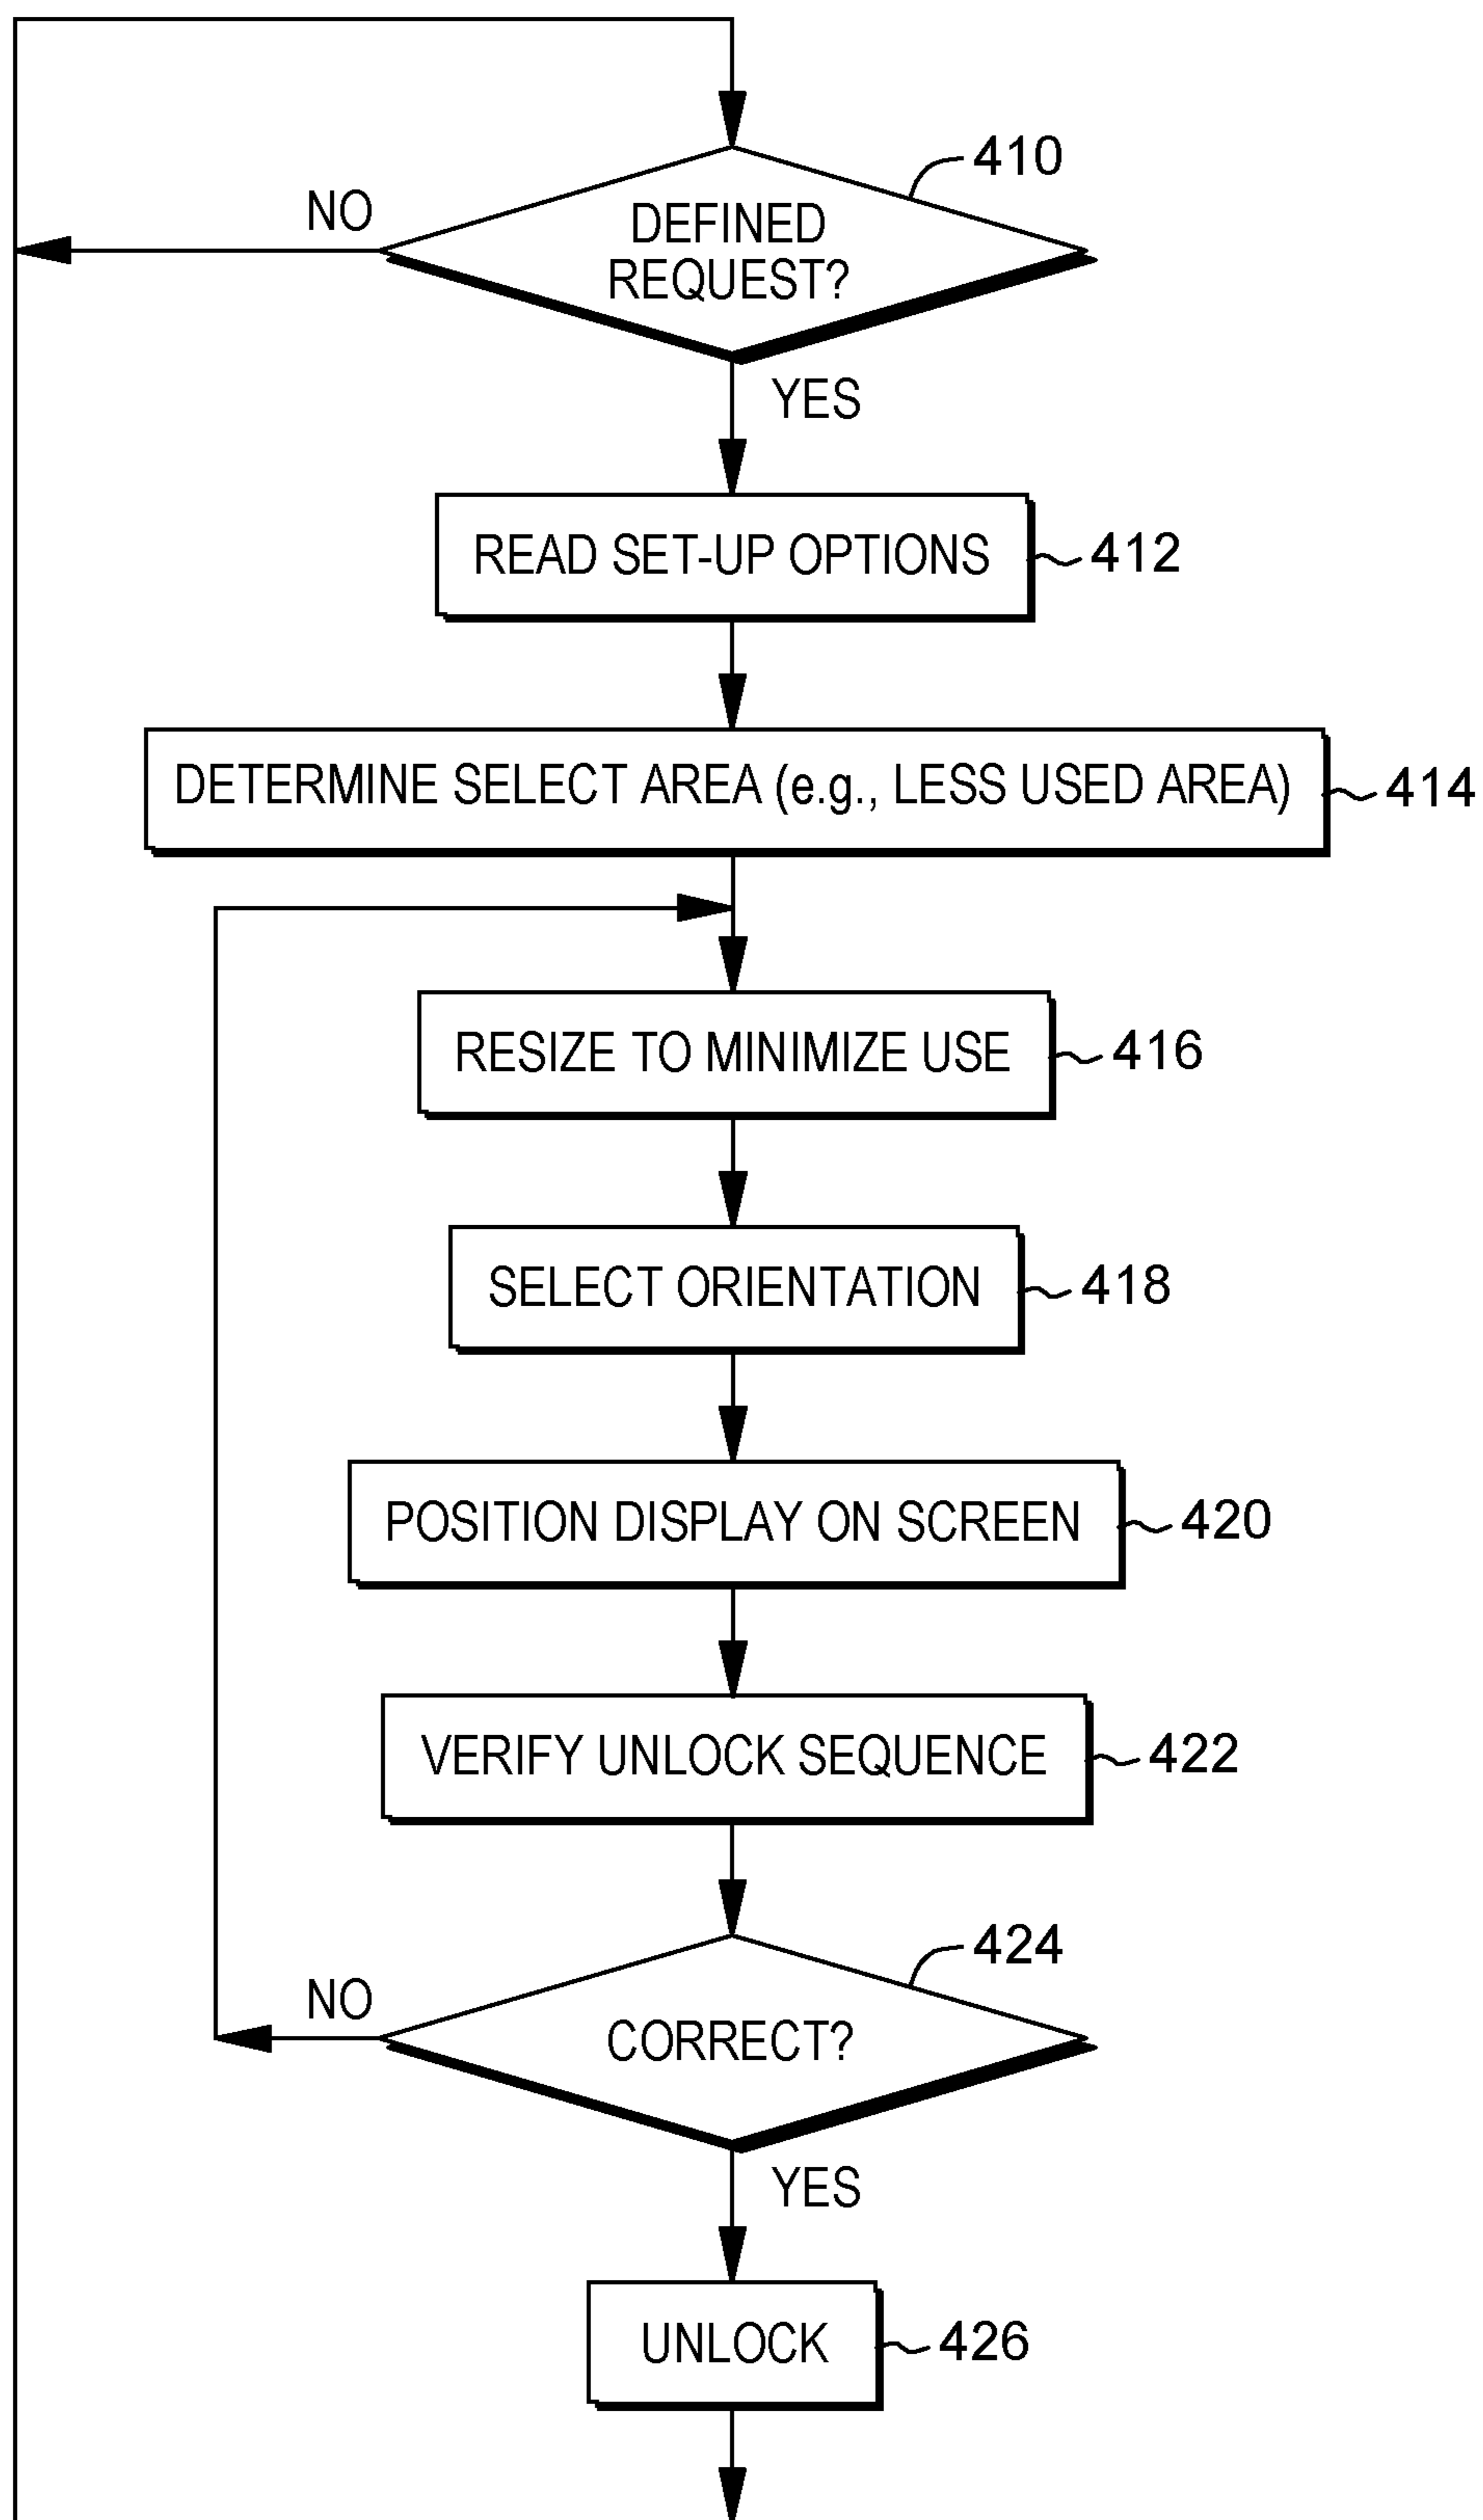 410
NO
DEFINED
REQUEST?
YES
READ SET-UP OPTIONS
412
DETERMINE SELECT AREA (e.g., LESS USED AREA)
414
RESIZE TO MINIMIZE USE
416
SELECT ORIENTATION
418
POSITION DISPLAY ON SCREEN
420
VERIFY UNLOCK SEQUENCE
422
424
NO
CORRECT?
YES
UNLOCK
426